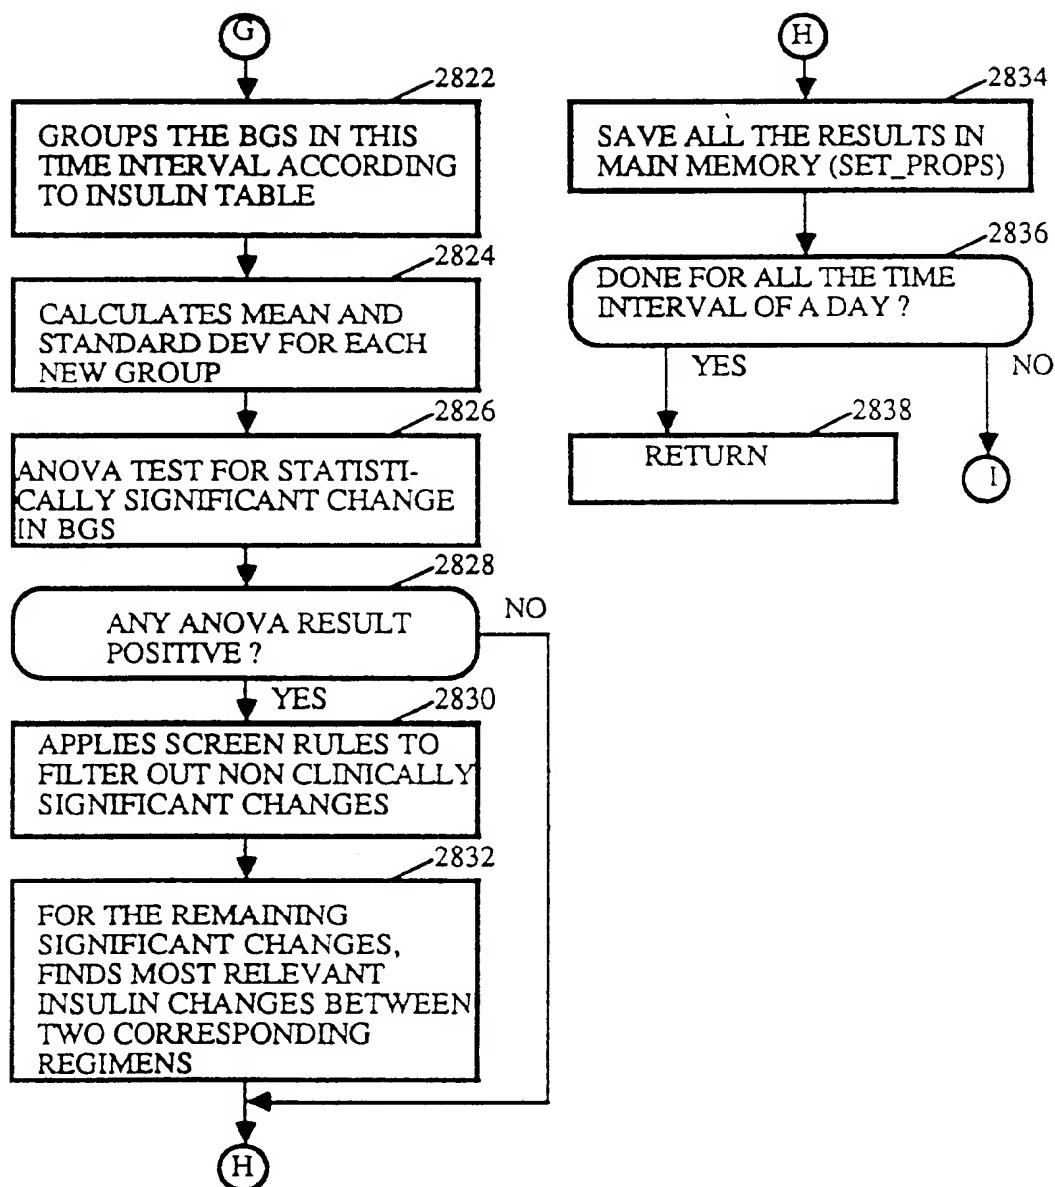 G
2822
GROUPS THE BGS IN THIS
TIME INTERVAL ACCORDING
TO INSULIN TABLE
2824
CALCULATES MEAN AND
STANDARD DEV FOR EACH
NEW GROUP
2826
ANOVA TEST FOR STATISTI-
CALLY SIGNIFICANT CHANGE
IN BGS
2828
ANY ANOVA RESULT
POSITIVE ?
NO
YES
2830
APPLIES SCREEN RULES TO
FILTER OUT NON CLINICALLY
SIGNIFICANT CHANGES
2832
FOR THE REMAINING
SIGNIFICANT CHANGES,
FINDS MOST RELEVANT
INSULIN CHANGES BETWEEN
TWO CORRESPONDING
REGIMENS
H
H
2834
SAVE ALL THE RESULTS IN
MAIN MEMORY (SET_PROPS)
2836
DONE FOR ALL THE TIME
INTERVAL OF A DAY ?
YES
NO
2838
RETURN
I